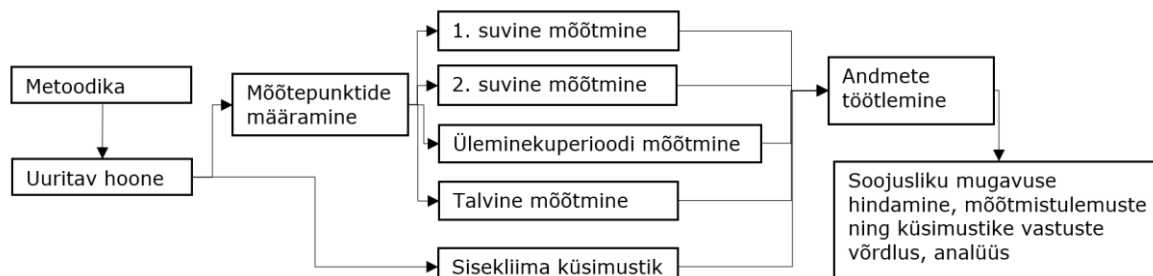 Metoodika
Uuritav hoone
Mõõtepunktide
määramine
1. suvine mõõtmine
2. suvine mõõtmine
Üleminekuperioodi mõõtmine
Talvine mõõtmine
Sisekliima küsimustik
Andmete
töötlemine
Soojusliku mugavuse
hindamine, mõõtmistulemuste
ning küsimustike vastuste
võrdlus, analüüs